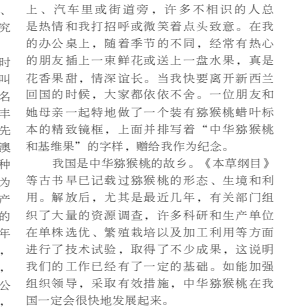 、 上、汽车里或街道旁，许多不相识的人总
究 是热情和我打招呼或微笑着点头致意。在我
的办公桌上，随着季节的不同，经常有热心
时 的朋友插上一束鲜花或送上一盘水果，真是
叫 花香果甜，情深谊长。当我快要离开新西兰
名 回国的时候，大家都依依不舍。一位朋友和
丰 她母亲一起特地做了一个装有猕猴桃蜡叶标
先 本的精致镜框，上面并排写着“中华猕猴桃
澳 和基维果”的字样，赠给我作为纪念。
种 我国是中华猕猴桃的故乡。《本草纲目》
为 等古书早已记载过猕猴桃的形态、生境和利
产 用。解放后，尤其是最近几年，有关部门组
的 织了大量的资源调查，许多科研和生产单位
年 在单株选优、繁殖栽培以及加工利用等方面
， 进行了技术试验，取得了不少成果，这说明
， 我们的工作已经有了一定的基础。如能加强
公 组织领导，采取有效措施，中华猕猴桃在我
， 国一定会很快地发展起来。